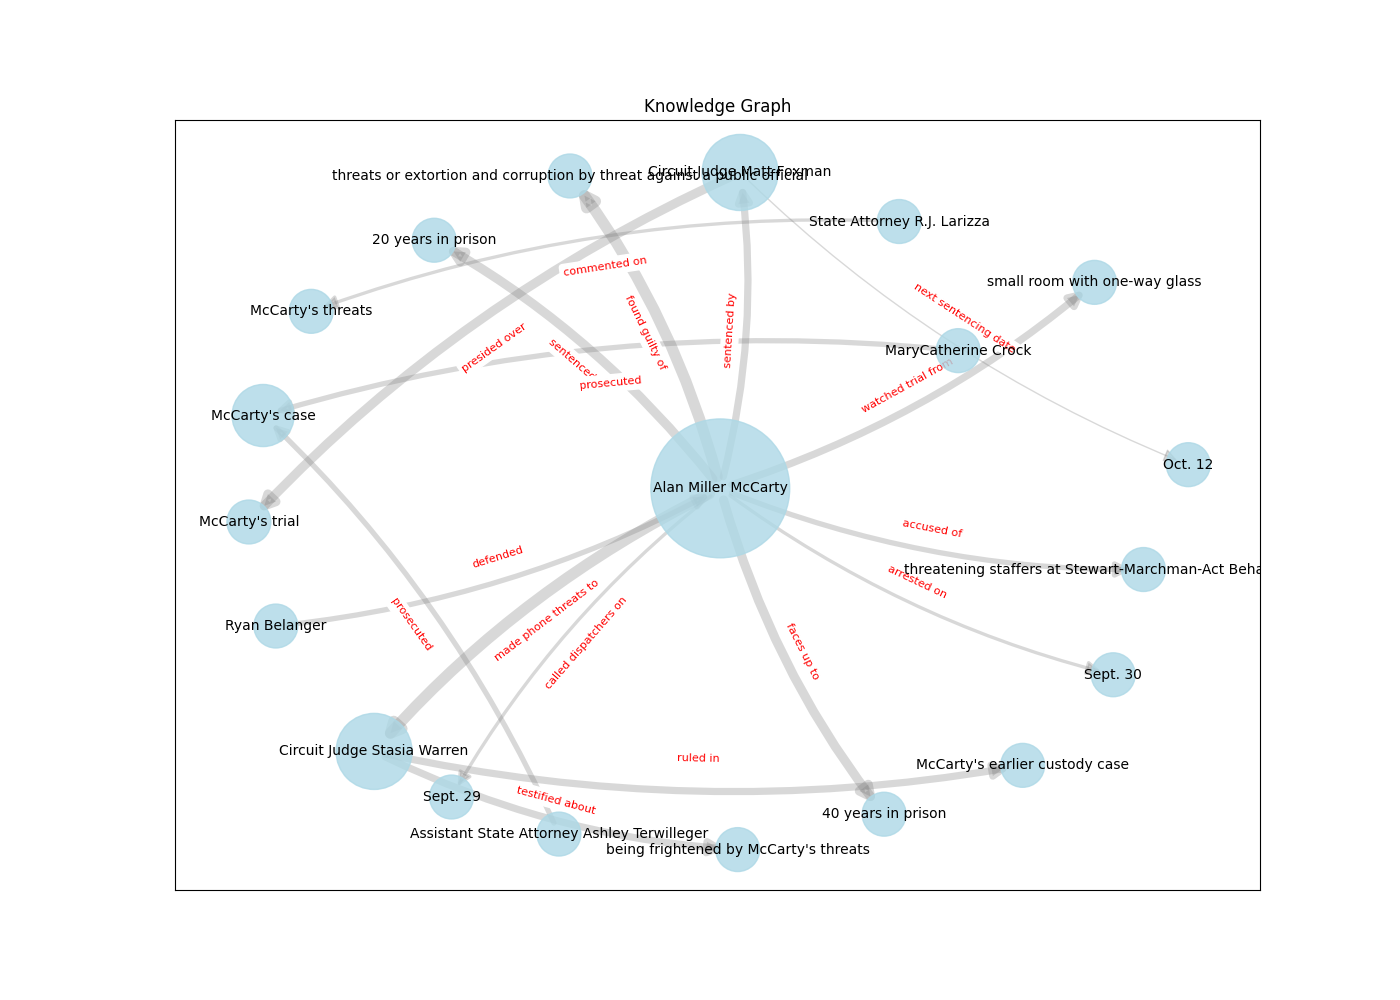 Knowledge Graph
Circuit Judge Matt Foxman
threats or extortion and corruption by threat against a public official
State Attorney R.J. Larizza
20 years in prison
commented on
small room with one-way glass
next sentencing date
McCarty's threats
found guilty of
sentenced by
presided over
sentenced
MaryCatherine Crock
prosecuted
watched trial from
McCarty's case
Oct. 12
Alan Miller McCarty
McCarty's trial
accused of
defended
threatening staffers at Stewart-Marchman-Act Beha
arrested on
made phone threats to
prosecuted
Ryan Belanger
called dispatchers on
faces up to
Sept. 30
Circuit Judge Stasia Warren
ruled in
McCarty's earlier custody case
Sept. 29
testified about
40 years in prison
Assistant State Attorney Ashley Terwilleger
being frightened by McCarty's threats